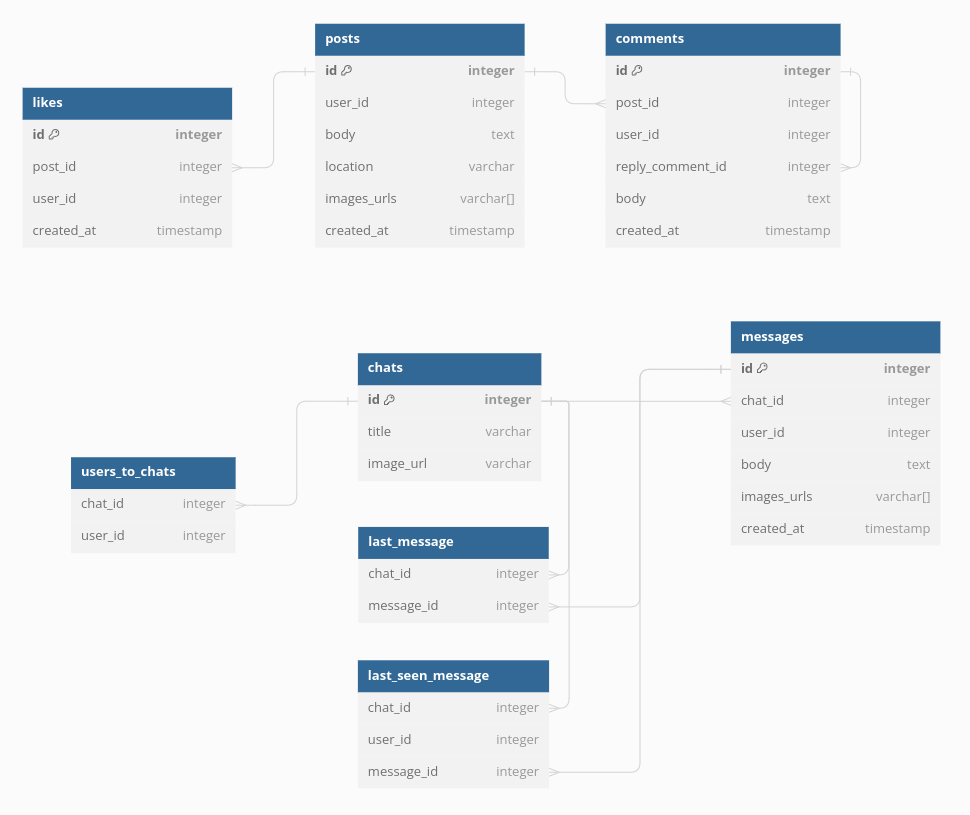 posts
id integer
user_id integer
body text
location varchar
images_urls varchar[]
created_at timestamp
comments
id integer
post_id integer
user_id integer
reply_comment_id integer
body text
created_at timestamp
likes
id integer
post_id integer
user_id integer
created_at timestamp
messages
id integer
chat_id integer
user_id integer
body text
images_urls varchar[]
created_at timestamp
chats
id integer
title varchar
image_url varchar
users_to_chats
chat_id integer
user_id integer
last_message
chat_id integer
message_id integer
last_seen_message
chat_id integer
user_id integer
message_id integer